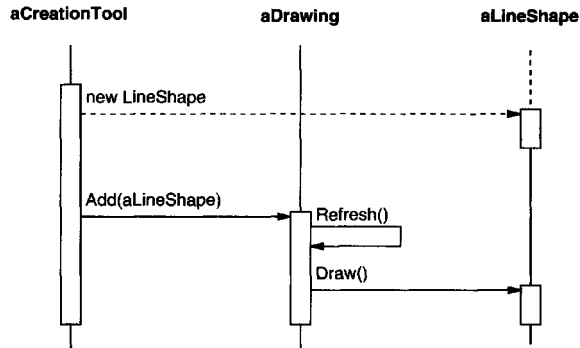 aCreationTool
aDrawing
aLineShape
new LineShape
Add(aLineShape)
Refresh()
Draw()